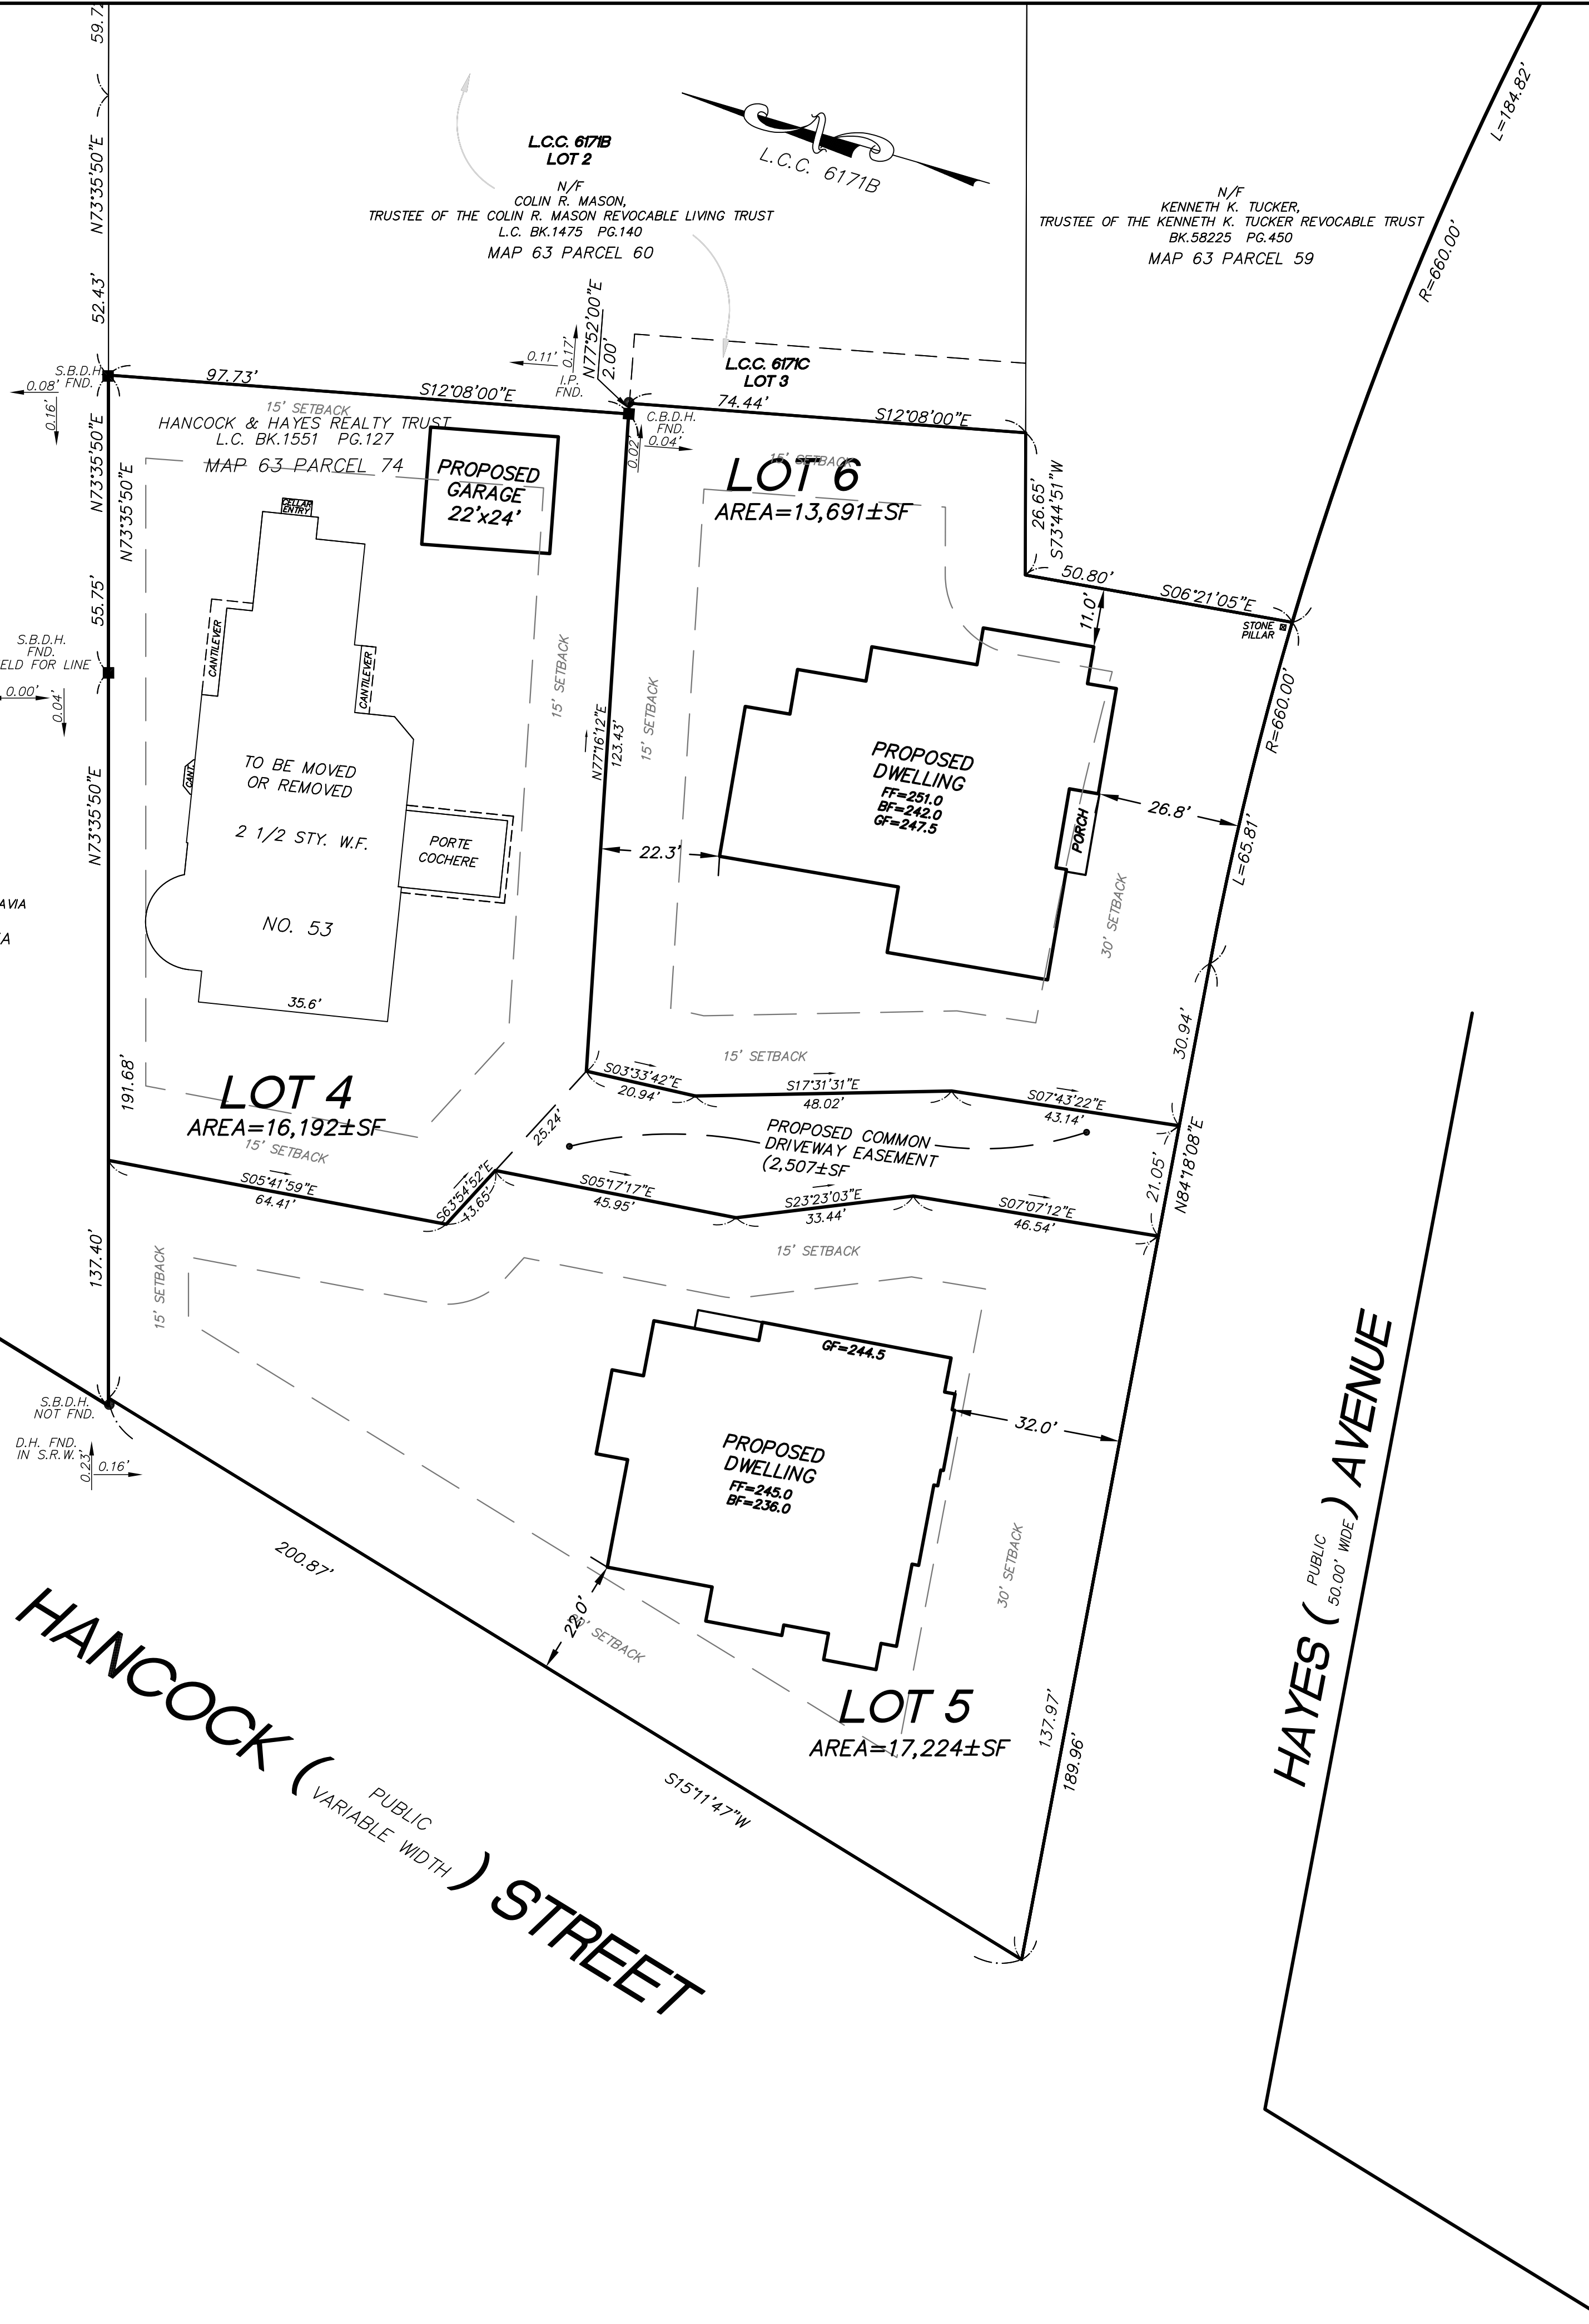 59.7
N73°35'50"E
52.43'
L.C.C. 6171B
LOT 2
N/F
COLIN R. MASON,
TRUSTEE OF THE COLIN R. MASON REVOCABLE LIVING TRUST
L.C. BK.1475 PG.140
MAP 63 PARCEL 60
L.C.C. 6171B
N/F
KENNETH K. TUCKER,
TRUSTEE OF THE KENNETH K. TUCKER REVOCABLE TRUST
BK.58225 PG.450
MAP 63 PARCEL 59
L=184.82'
R=660.00'
S.B.D.H.
FND.
0.08'
0.16'
97.73'
S12°08'00"E
0.11'
0.17'
I.P.
FND.
N77°52'00"E
2.00'
L.C.C. 6171C
LOT 3
74.44'
S12°08'00"E
C.B.D.H.
FND.
0.04'
0.02'
15' SETBACK
HANCOCK & HAYES REALTY TRUST
L.C. BK.1551 PG.127
MAP 63 PARCEL 74
PROPOSED
GARAGE
22'x24'
15' SETBACK
LOT 6
AREA=13,691±SF
26.65'
S73°44'51"W
50.80'
S06°21'05"E
11.0'
STONE
PILLAR
N73°35'50"E
N73°35'50"E
55.75'
S.B.D.H.
FND.
ELD FOR LINE
0.00'
0.04'
N73°35'50"E
CELLAR
ENTRY
CANTILEVER
CANTILEVER
CANT.
TO BE MOVED
OR REMOVED
2 1/2 STY. W.F.
PORTE
COCHERE
NO. 53
35.6'
15' SETBACK
N77°16'12"E
123.43'
15' SETBACK
PROPOSED
DWELLING
FF=251.0
BF=242.0
GF=247.5
PORCH
22.3'
26.8'
R=660.00'
L=65.81'
30' SETBACK
AVIA
A
191.68'
LOT 4
AREA=16,192±SF
15' SETBACK
15' SETBACK
S03°33'42"E
20.94'
S17°31'31"E
48.02'
S07°43'22"E
43.14'
30.94'
25.24'
PROPOSED COMMON
DRIVEWAY EASEMENT
(2,507±SF
21.05'
N84°18'08"E
S05°41'59"E
64.41'
S63°54'52"E
13.65'
S05°17'17"E
45.95'
S23°23'03"E
33.44'
S07°07'12"E
46.54'
137.40'
15' SETBACK
15' SETBACK
S.B.D.H.
NOT FND.
D.H. FND.
IN S.R.W.
0.23'
0.16'
GF=244.5
PROPOSED
DWELLING
FF=245.0
BF=236.0
32.0'
30' SETBACK
22.0'
SETBACK
200.87'
S15°11'47"W
LOT 5
AREA=17,224±SF
137.97'
189.96'
HANCOCK ( PUBLIC
VARIABLE WIDTH ) STREET
HAYES ( PUBLIC
50.00' WIDE ) AVENUE